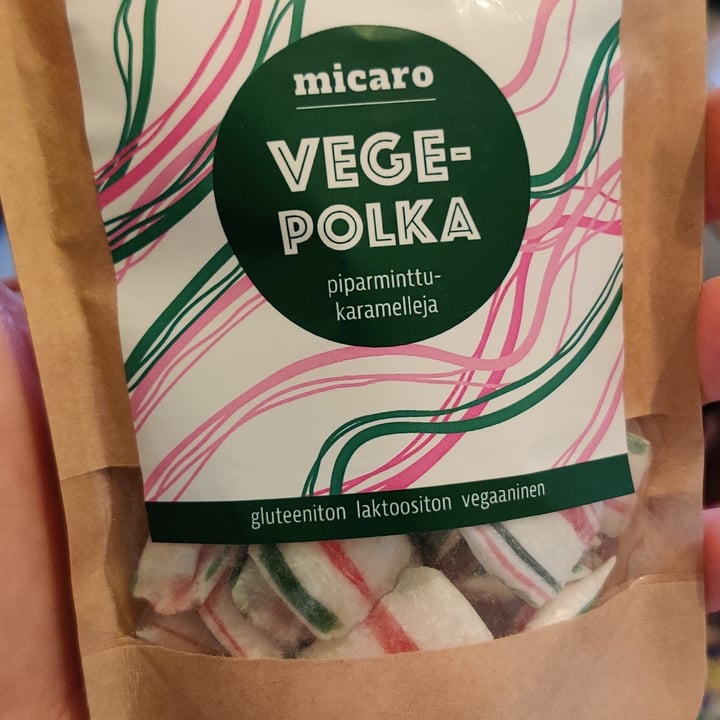 micaro
VEGE-
POLKA
piparminttu-
karamelleja
gluteeniton laktoositon vegaaninen